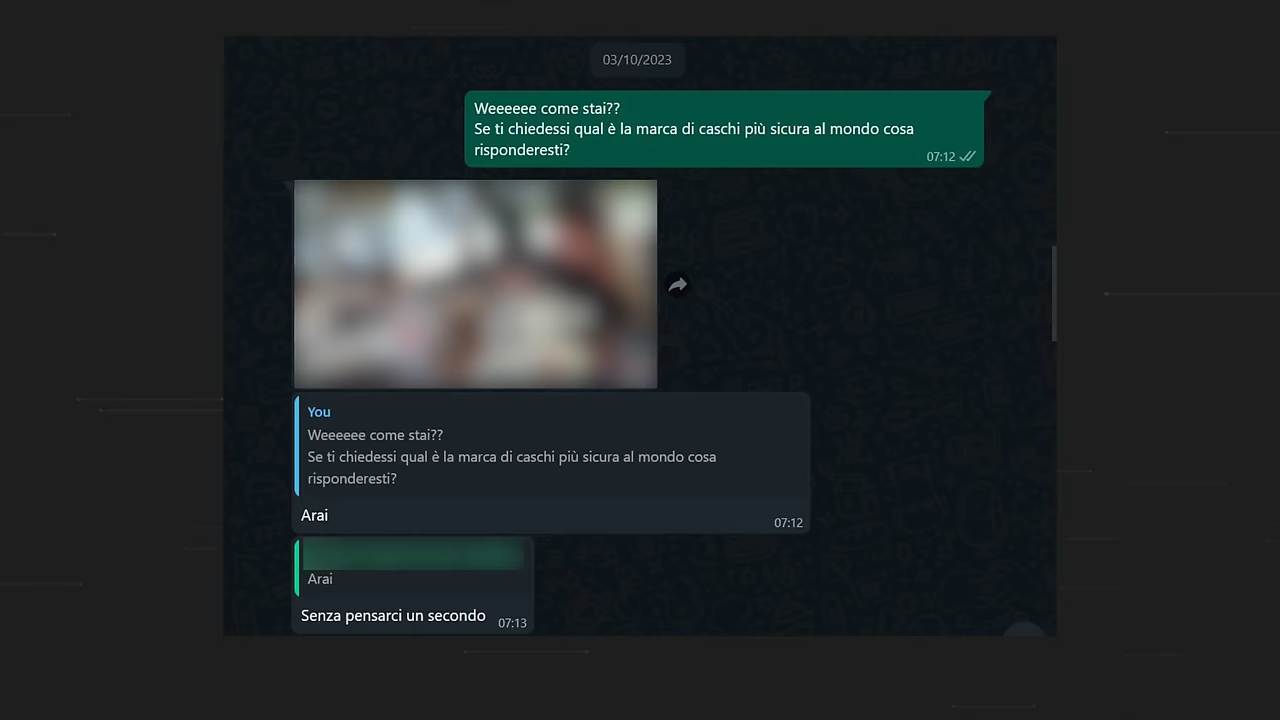 03/10/2023
Weeeeee come stai??
Se ti chiedessi qual è la marca di caschi più sicura al mondo cosa
risponderesti?
07:12
You
Weeeeee come stai??
Se ti chiedessi qual è la marca di caschi più sicura al mondo cosa
risponderesti?
Arai
07:12
Arai
Senza pensarci un secondo
07:13